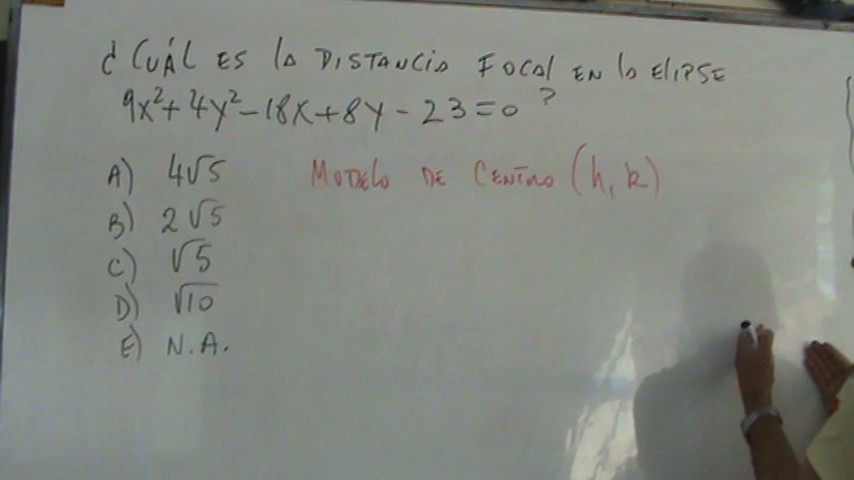 ¿CUÁL ES la DISTANCIA FOCAL EN la ElIPSE
9x²+4y²-18x+8y-23=0 ?
A) 4√5 MODELO DE CENTRO (h, k)
B) 2√5
C) √5
D) √10
E) N.A.